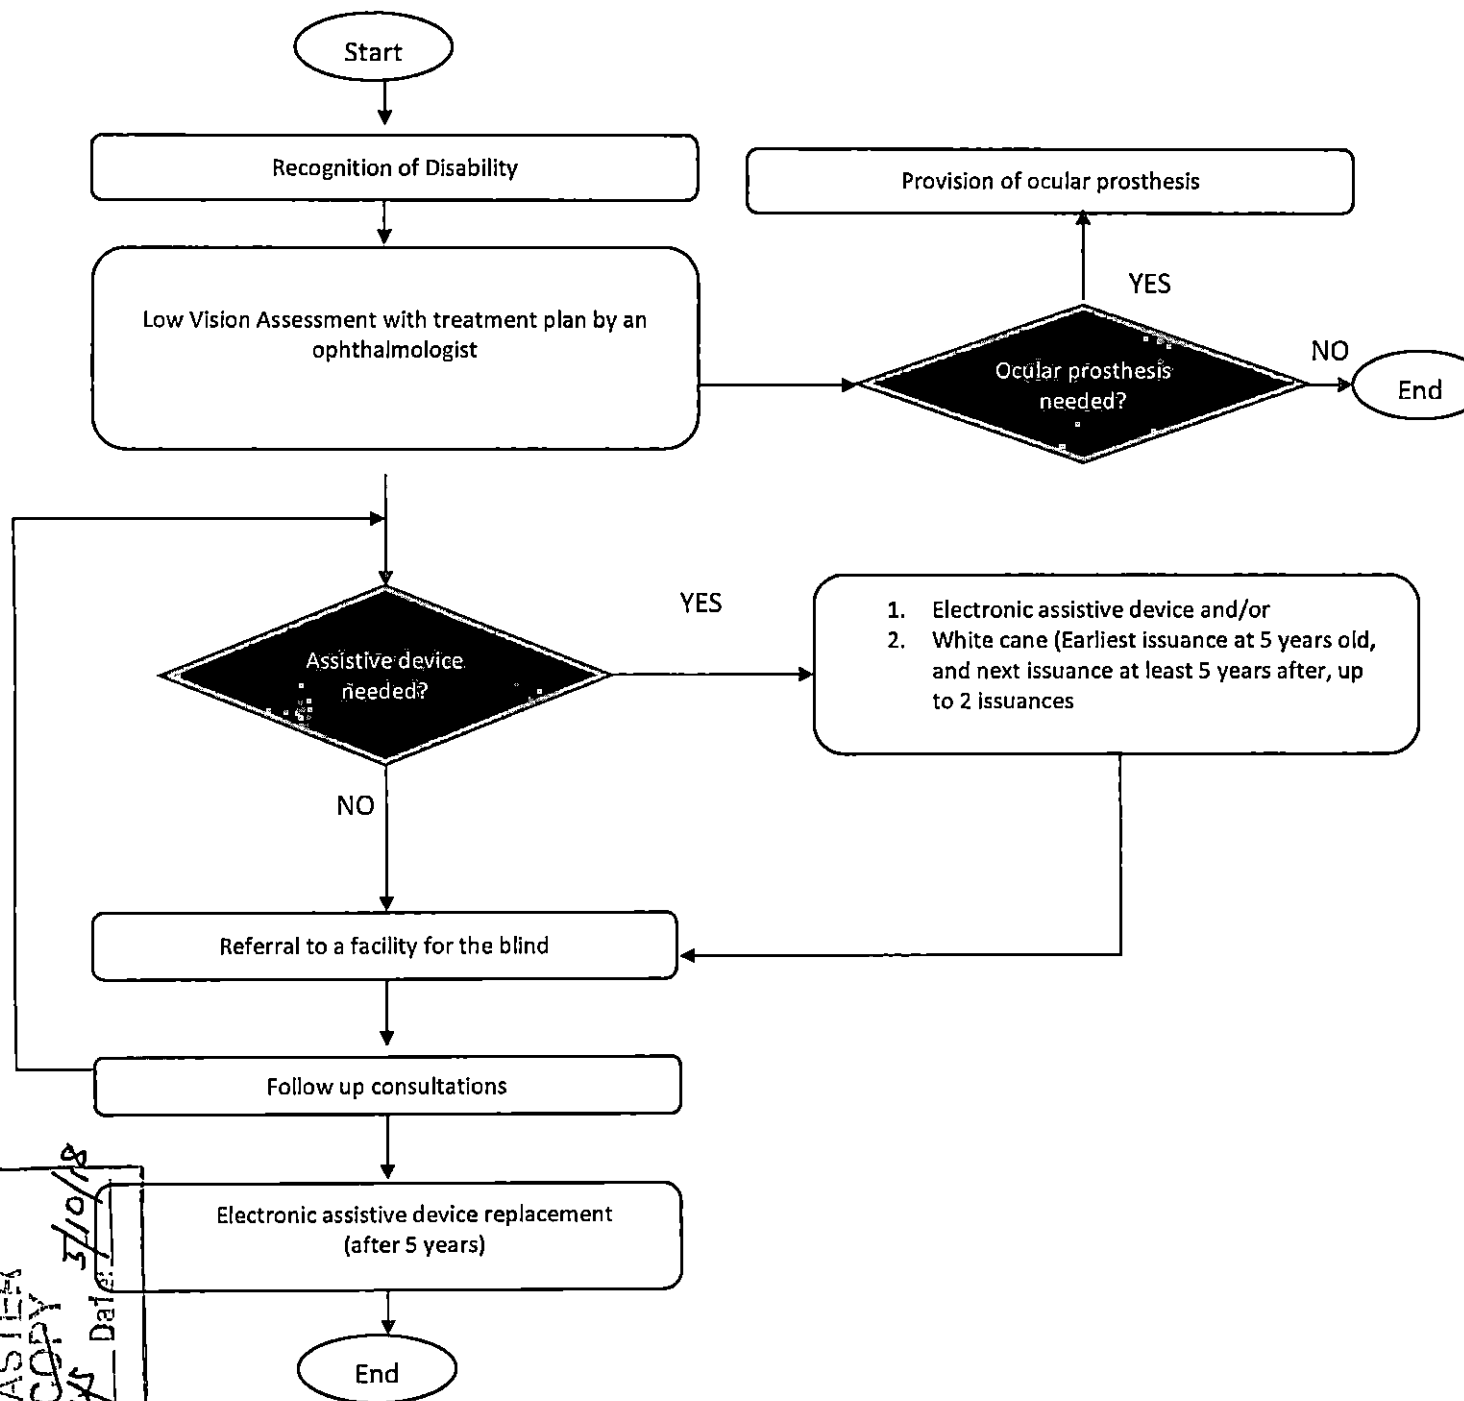 Start
Recognition of Disability
Provision of ocular prosthesis
YES
Low Vision Assessment with treatment plan by an
ophthalmologist
Ocular prosthesis
needed?
NO
End
Assistive device
needed?
YES
1. Electronic assistive device and/or
2. White cane (Earliest issuance at 5 years old,
and next issuance at least 5 years after, up
to 2 issuances
NO
Referral to a facility for the blind
Follow up consultations
Electronic assistive device replacement
(after 5 years)
End
COPY
Date: 5/10/18